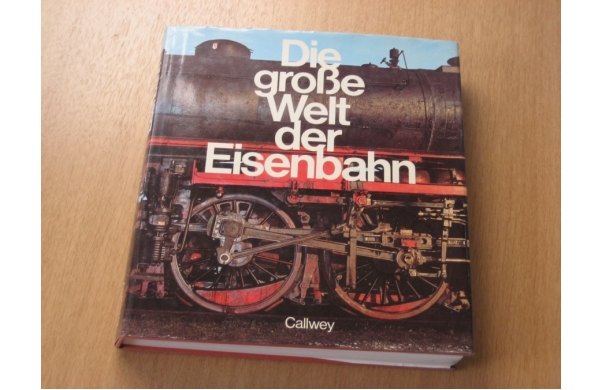 Die
große
Welt
der
Eisenbahn
Callwey